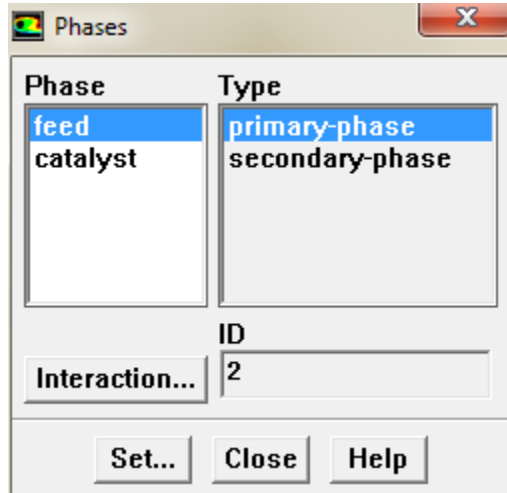 Phases
x
Phase Type
feed primary-phase
catalyst secondary-phase
ID
Interaction... 2
Set... Close Help